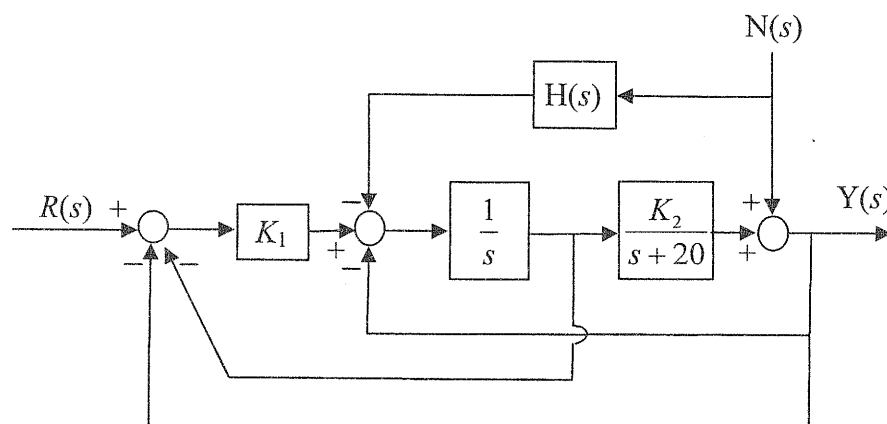 N(s)
H(s)
R(s) + − K₁ + − − 1/s K₂/(s + 20) + + Y(s)
− −